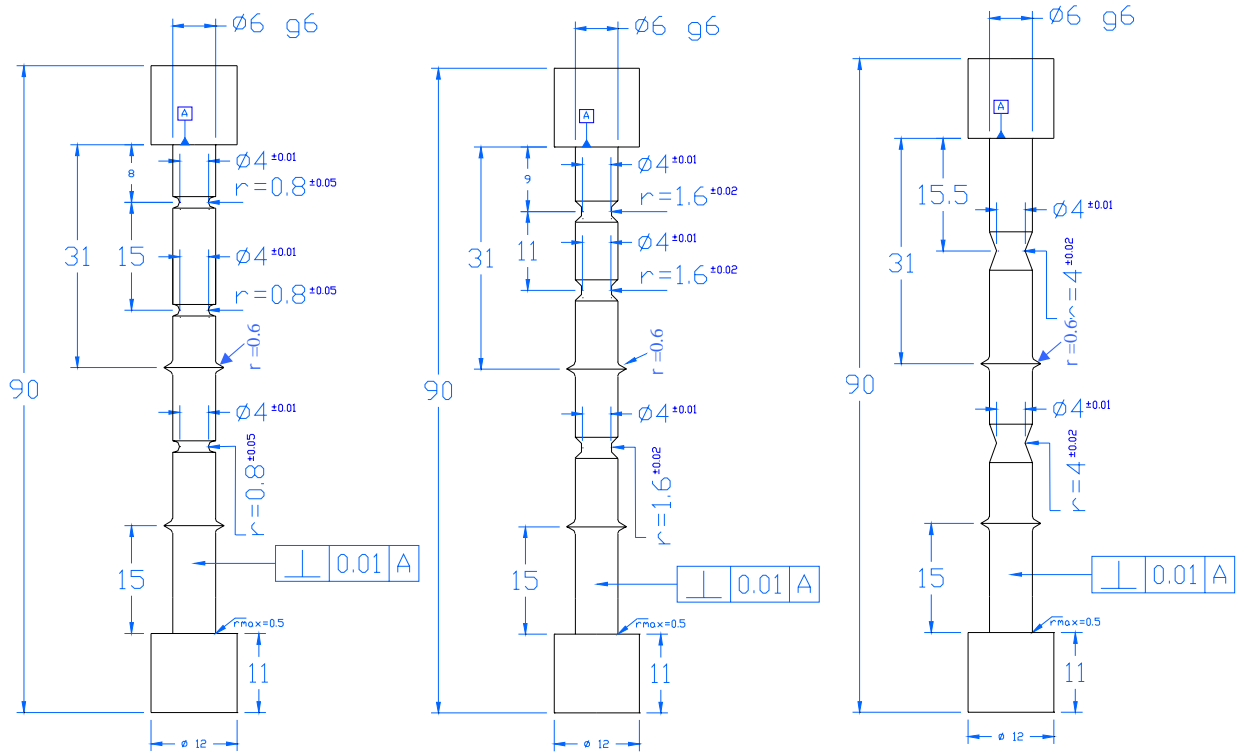 Ø6 g6
A
8
Ø4 ±0.01
r=0.8 ±0.05
31
15
Ø4 ±0.01
r=0.8 ±0.05
r=0.6
90
Ø4 ±0.01
r=0.8 ±0.05
15
⊥ 0.01 A
rmax=0.5
11
ø 12
Ø6 g6
A
9
Ø4 ±0.01
r=1.6 ±0.02
31
11
Ø4 ±0.01
r=1.6 ±0.02
r=0.6
90
Ø4 ±0.01
r=1.6 ±0.02
15
⊥ 0.01 A
rmax=0.5
11
ø 12
Ø6 g6
A
15.5
Ø4 ±0.01
31
r=4 ±0.02
r=0.6
90
Ø4 ±0.01
r=4 ±0.02
15
⊥ 0.01 A
rmax=0.5
11
ø 12